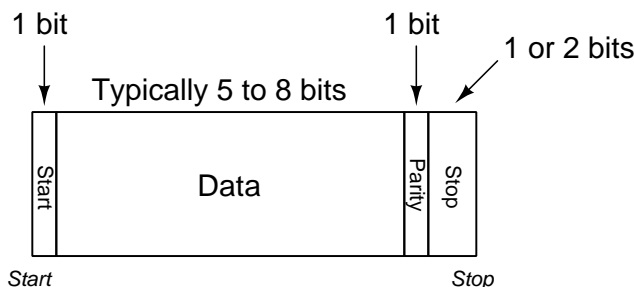 1 bit
1 bit
1 or 2 bits
Typically 5 to 8 bits
Start
Data
Parity
Stop
Start
Stop